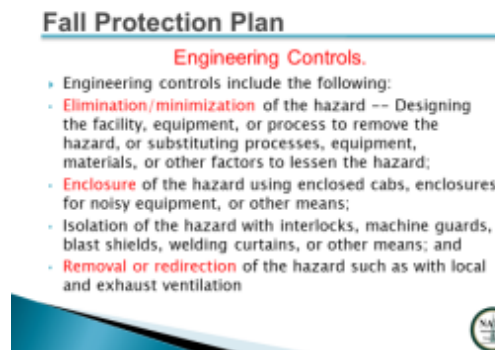 Fall Protection Plan
Engineering Controls.
Engineering controls include the following:
Elimination/minimization of the hazard -- Designing
the facility, equipment, or process to remove the
hazard, or substituting processes, equipment,
materials, or other factors to lessen the hazard;
Enclosure of the hazard using enclosed cabs, enclosures
for noisy equipment, or other means;
Isolation of the hazard with interlocks, machine guards,
blast shields, welding curtains, or other means; and
Removal or redirection of the hazard such as with local
and exhaust ventilation